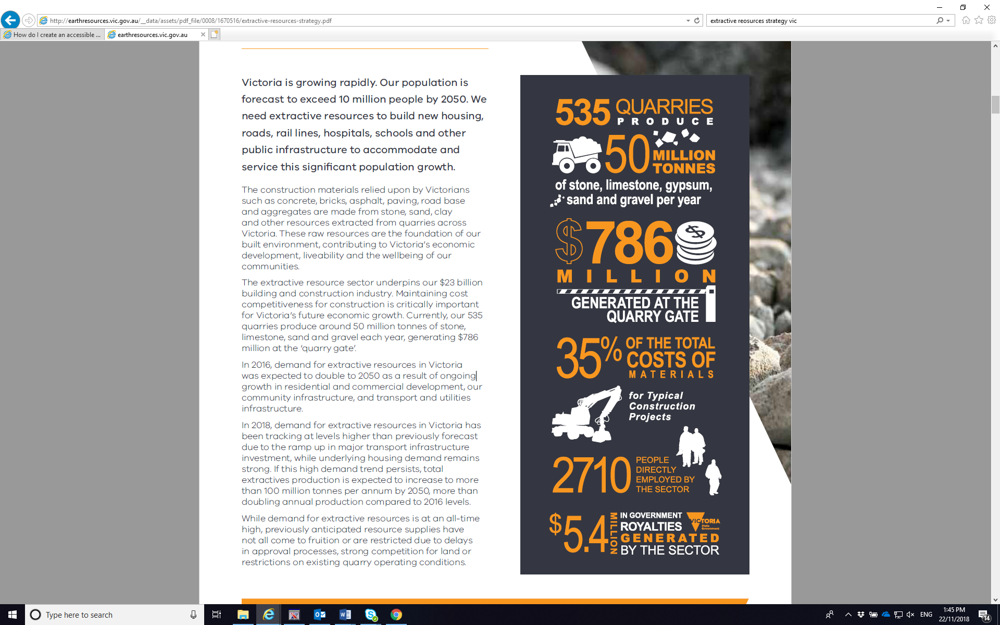 http://earthresources.vic.gov.au/__data/assets/pdf_file/0008/1670516/extractive-resources-strategy.pdf
extractive reosurces strategy vic
How do I create an accessible ...
earthresources.vic.gov.au
Victoria is growing rapidly. Our population is
forecast to exceed 10 million people by 2050. We
need extractive resources to build new housing,
roads, rail lines, hospitals, schools and other
public infrastructure to accommodate and
service this significant population growth.
The construction materials relied upon by Victorians
such as concrete, bricks, asphalt, paving, road base
and aggregates are made from stone, sand, clay
and other resources extracted from quarries across
Victoria. These raw resources are the foundation of our
built environment, contributing to Victoria's economic
development, liveability and the wellbeing of our
communities.
The extractive resource sector underpins our $23 billion
building and construction industry. Maintaining cost
competitiveness for construction is critically important
for Victoria's future economic growth. Currently, our 535
quarries produce around 50 million tonnes of stone,
limestone, sand and gravel each year, generating $786
million at the 'quarry gate'.
In 2016, demand for extractive resources in Victoria
was expected to double to 2050 as a result of ongoing
growth in residential and commercial development, our
community infrastructure, and transport and utilities
infrastructure.
In 2018, demand for extractive resources in Victoria has
been tracking at levels higher than previously forecast
due to the ramp up in major transport infrastructure
investment, while underlying housing demand remains
strong. If this high demand trend persists, total
extractives production is expected to increase to more
than 100 million tonnes per annum by 2050, more than
doubling annual production compared to 2016 levels.
While demand for extractive resources is at an all-time
high, previously anticipated resource supplies have
not all come to fruition or are restricted due to delays
in approval processes, strong competition for land or
restrictions on existing quarry operating conditions.
535 QUARRIES
PRODUCE
50 MILLION
TONNES
of stone, limestone, gypsum,
sand and gravel per year
$786
MILLION
GENERATED AT THE
QUARRY GATE
35% OF THE TOTAL
COSTS OF
MATERIALS
for Typical
Construction
Projects
2710 PEOPLE
DIRECTLY
EMPLOYED BY
THE SECTOR
$5.4 MILLION
IN GOVERNMENT
ROYALTIES
GENERATED
BY THE SECTOR
VICTORIA
State
Government
Type here to search
ENG
1:45 PM
22/11/2018
14